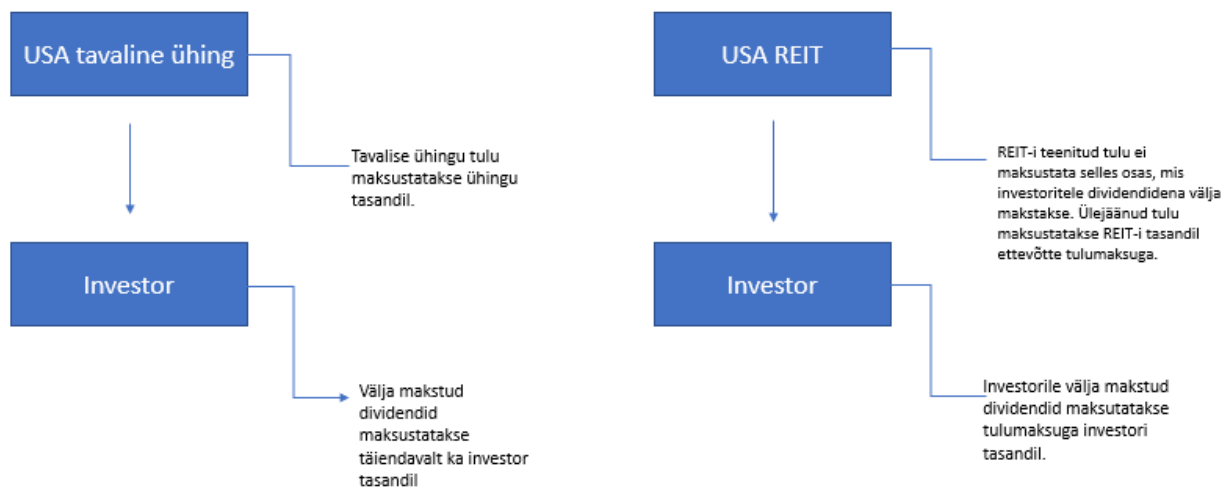 USA tavaline ühing
Tavalise ühingu tulu
maksustatakse ühingu
tasandil.
Investor
Välja makstud
dividendid
maksustatakse
täiendavalt ka investor
tasandil
USA REIT
REIT-i teenitud tulu ei
maksustata selles osas, mis
investoritele dividendidena välja
makstakse. Ülejäänud tulu
maksustatakse REIT-i tasandil
ettevõtte tulumaksuga.
Investor
Investorile välja makstud
dividendid maksutatakse
tulumaksuga investori
tasandil.